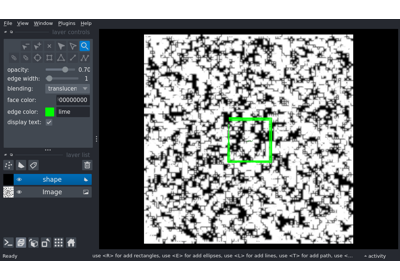 File View Window Plugins Help
layer controls
opacity: 0.70
edge width: 1
blending: translucen
face color: 00000000
edge color: lime
display text:
layer list
shape
Image
Ready
use <R> for add rectangles, use <E> for add ellipses, use <L> for add lines, use <T> for add path, use <...
activity